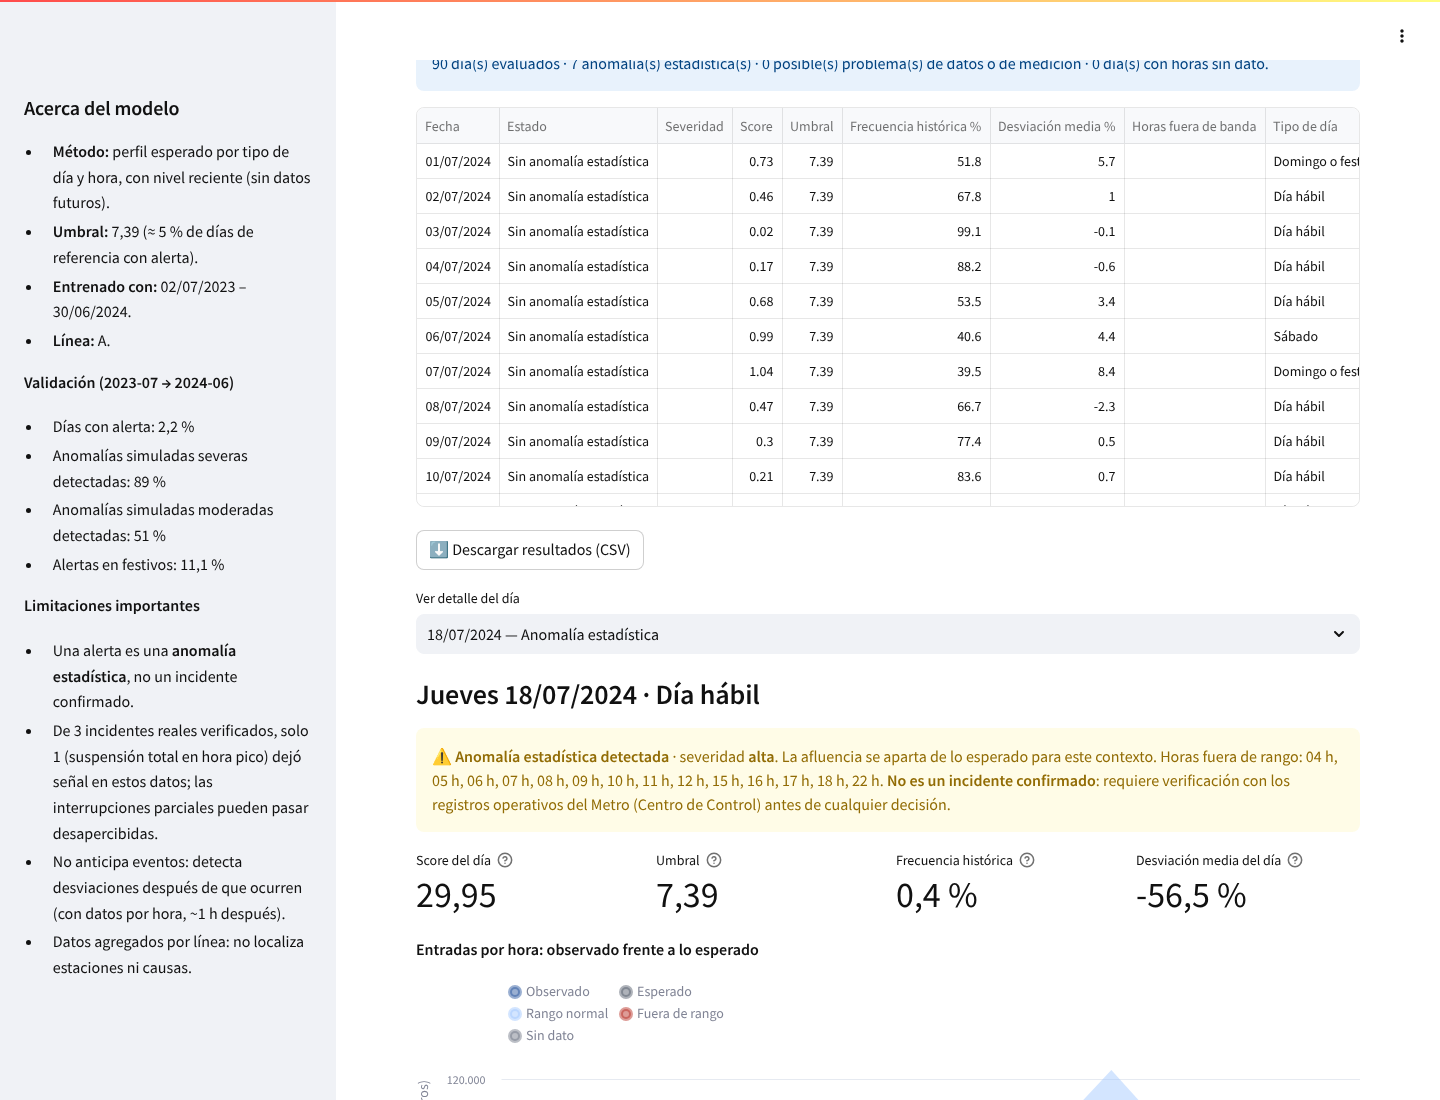 Acerca del modelo
• Método: perfil esperado por tipo de
día y hora, con nivel reciente (sin datos
futuros).
• Umbral: 7,39 (≈ 5 % de días de
referencia con alerta).
• Entrenado con: 02/07/2023 –
30/06/2024.
• Línea: A.
Validación (2023-07 → 2024-06)
• Días con alerta: 2,2 %
• Anomalías simuladas severas
detectadas: 89 %
• Anomalías simuladas moderadas
detectadas: 51 %
• Alertas en festivos: 11,1 %
Limitaciones importantes
• Una alerta es una anomalía
estadística, no un incidente
confirmado.
• De 3 incidentes reales verificados, solo
1 (suspensión total en hora pico) dejó
señal en estos datos; las
interrupciones parciales pueden pasar
desapercibidas.
• No anticipa eventos: detecta
desviaciones después de que ocurren
(con datos por hora, ~1 h después).
• Datos agregados por línea: no localiza
estaciones ni causas.
90 día(s) evaluados · 7 anomalía(s) estadística(s) · 0 posible(s) problema(s) de datos o de medición · 0 día(s) con horas sin dato.
Fecha Estado Severidad Score Umbral Frecuencia histórica % Desviación media % Horas fuera de banda Tipo de día
01/07/2024 Sin anomalía estadística 0.73 7.39 51.8 5.7 Domingo o fest
02/07/2024 Sin anomalía estadística 0.46 7.39 67.8 1 Día hábil
03/07/2024 Sin anomalía estadística 0.02 7.39 99.1 -0.1 Día hábil
04/07/2024 Sin anomalía estadística 0.17 7.39 88.2 -0.6 Día hábil
05/07/2024 Sin anomalía estadística 0.68 7.39 53.5 3.4 Día hábil
06/07/2024 Sin anomalía estadística 0.99 7.39 40.6 4.4 Sábado
07/07/2024 Sin anomalía estadística 1.04 7.39 39.5 8.4 Domingo o fest
08/07/2024 Sin anomalía estadística 0.47 7.39 66.7 -2.3 Día hábil
09/07/2024 Sin anomalía estadística 0.3 7.39 77.4 0.5 Día hábil
10/07/2024 Sin anomalía estadística 0.21 7.39 83.6 0.7 Día hábil
Descargar resultados (CSV)
Ver detalle del día
18/07/2024 — Anomalía estadística
Jueves 18/07/2024 · Día hábil
⚠️ Anomalía estadística detectada · severidad alta. La afluencia se aparta de lo esperado para este contexto. Horas fuera de rango: 04 h,
05 h, 06 h, 07 h, 08 h, 09 h, 10 h, 11 h, 12 h, 15 h, 16 h, 17 h, 18 h, 22 h. No es un incidente confirmado: requiere verificación con los
registros operativos del Metro (Centro de Control) antes de cualquier decisión.
Score del día Umbral Frecuencia histórica Desviación media del día
29,95 7,39 0,4 % -56,5 %
Entradas por hora: observado frente a lo esperado
Observado Esperado
Rango normal Fuera de rango
Sin dato
120.000